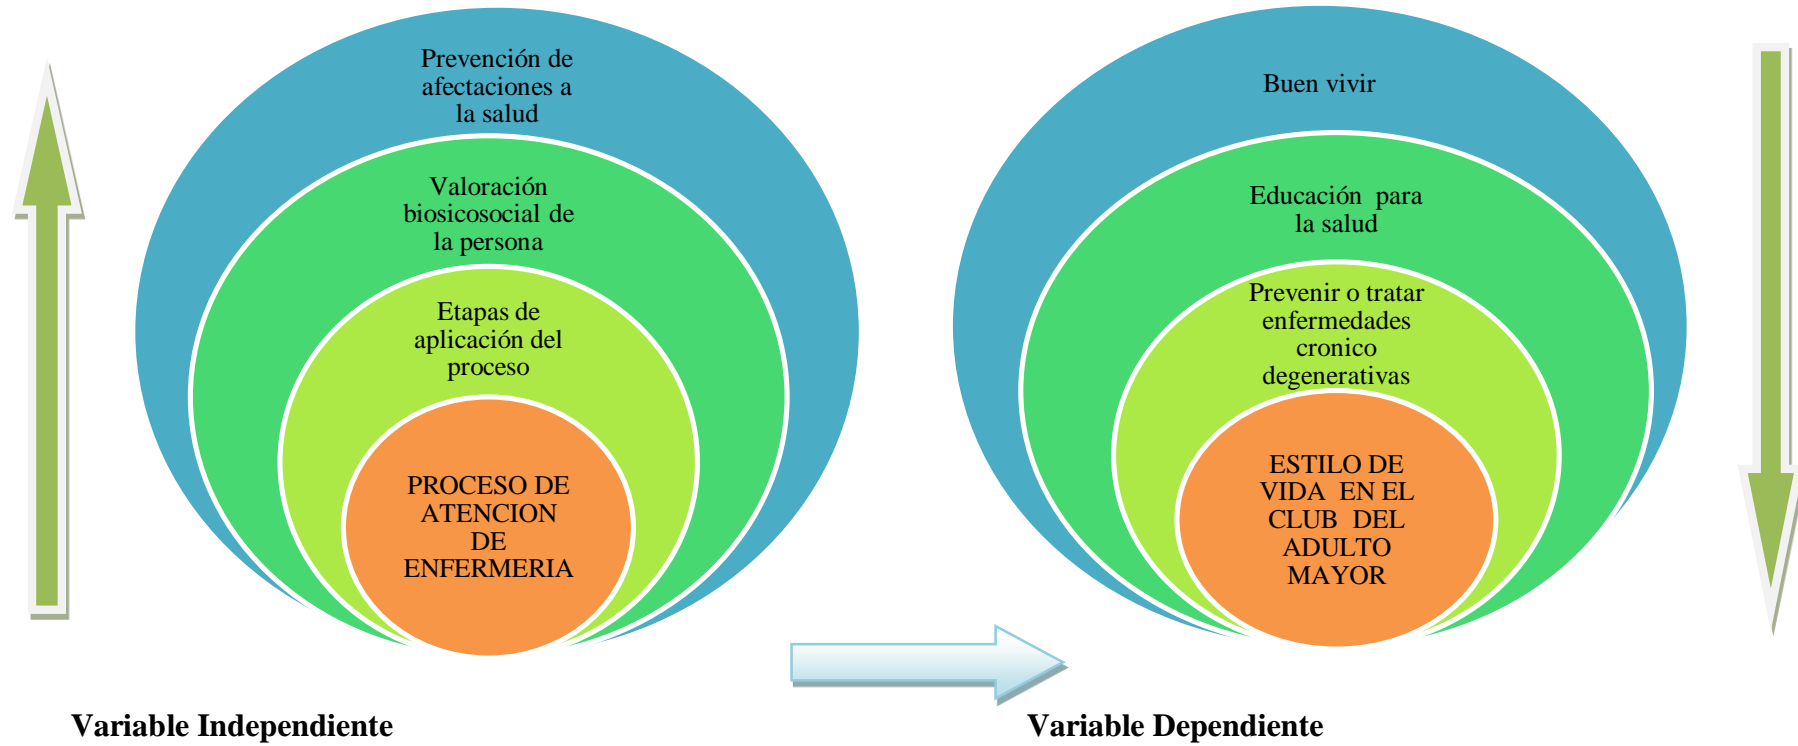 Prevención de
afectaciones a
la salud
Valoración
biosicosocial de
la persona
Etapas de
aplicación del
proceso
PROCESO DE
ATENCION
DE
ENFERMERIA
Buen vivir
Educación para
la salud
Prevenir o tratar
enfermedades
cronico
degenerativas
ESTILO DE
VIDA EN EL
CLUB DEL
ADULTO
MAYOR
Variable Independiente
Variable Dependiente